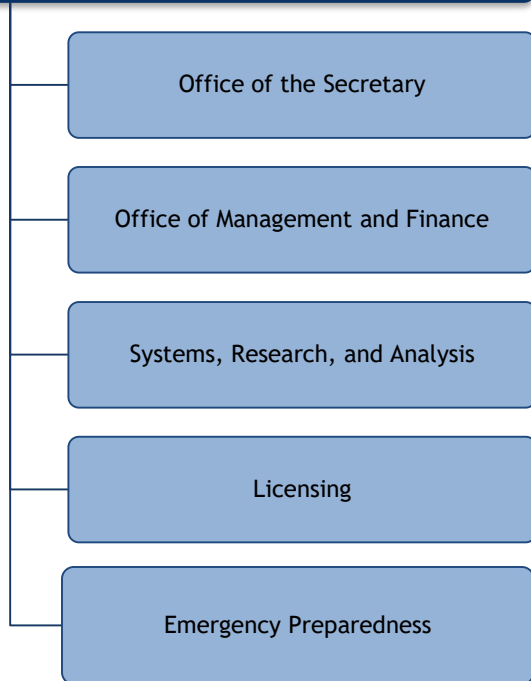 Office of the Secretary
Office of Management and Finance
Systems, Research, and Analysis
Licensing
Emergency Preparedness